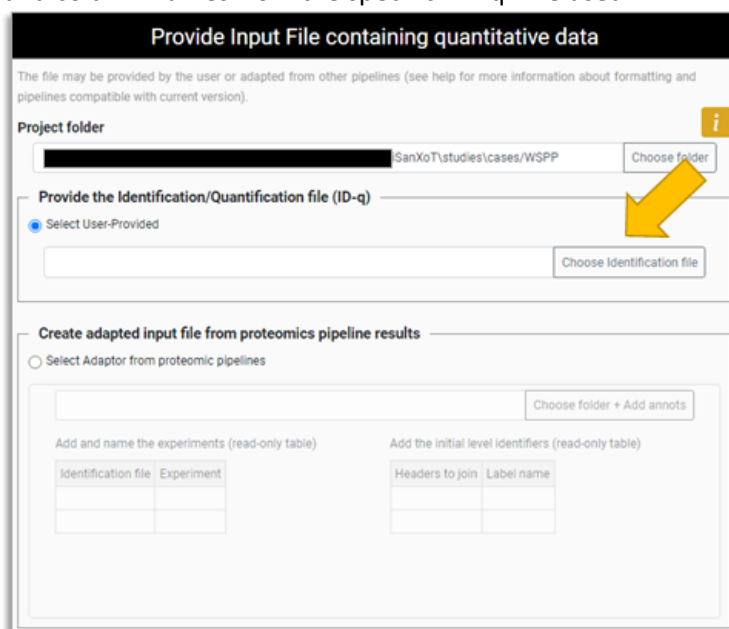 Provide Input File containing quantitative data
The file may be provided by the user or adapted from other pipelines (see help for more information about formatting and
pipelines compatible with current version).
i
Project folder
iSanXoT\studies\cases/WSPP
Choose folder
Provide the Identification/Quantification file (ID-q)
Select User-Provided
Choose Identification file
Create adapted input file from proteomics pipeline results
Select Adaptor from proteomic pipelines
Choose folder + Add annots
Add and name the experiments (read-only table)
Add the initial level identifiers (read-only table)
Identification file Experiment
Headers to join Label name